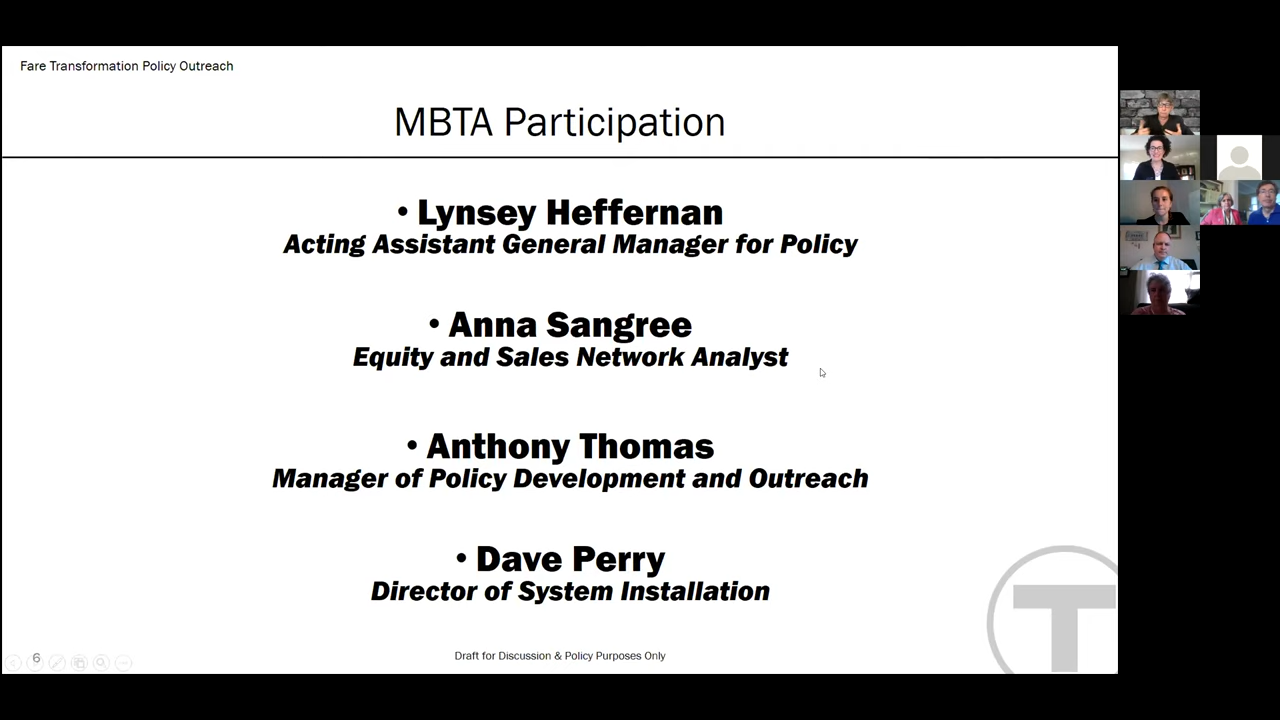 Fare Transformation Policy Outreach
MBTA Participation
• Lynsey Heffernan
Acting Assistant General Manager for Policy
• Anna Sangree
Equity and Sales Network Analyst
• Anthony Thomas
Manager of Policy Development and Outreach
• Dave Perry
Director of System Installation
6
Draft for Discussion & Policy Purposes Only
T